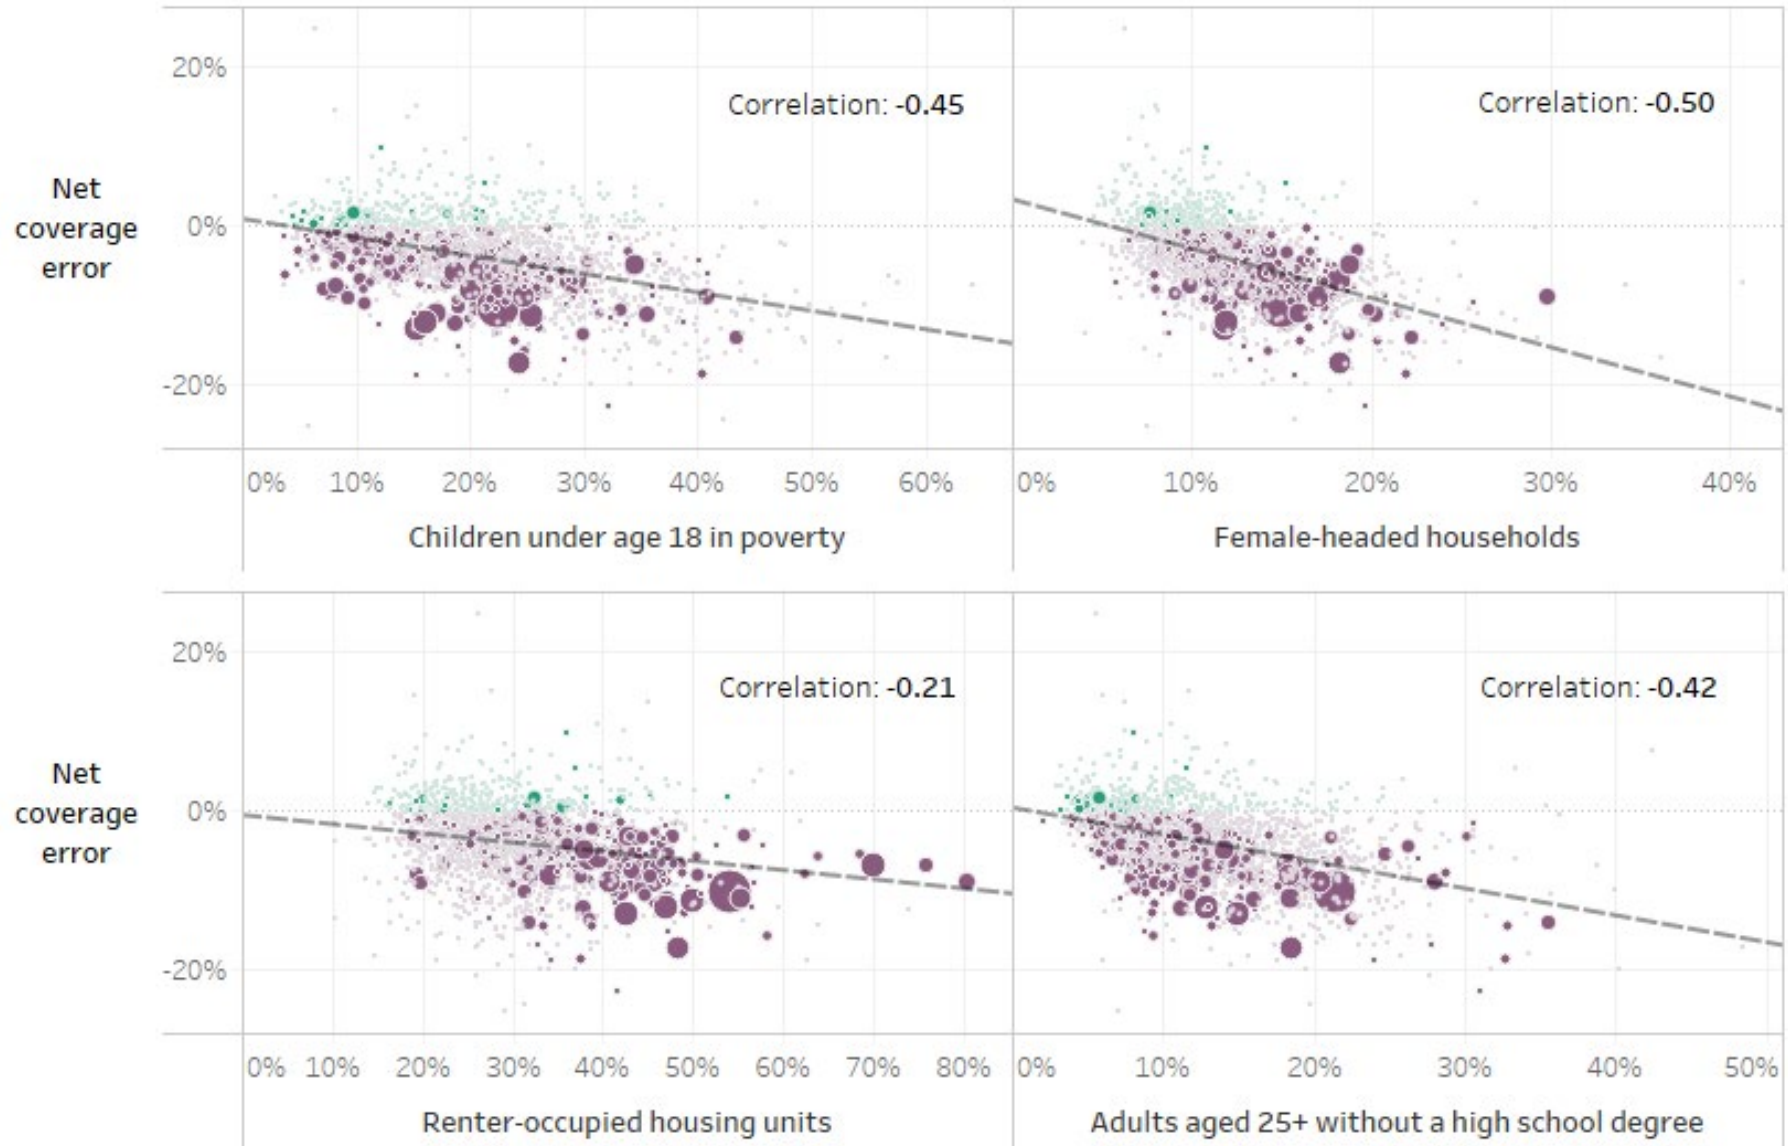 20%
Correlation: -0.45
Correlation: -0.50
Net
coverage
error
0%
-20%
0% 10% 20% 30% 40% 50% 60%
0% 10% 20% 30% 40%
Children under age 18 in poverty
Female-headed households
20%
Correlation: -0.21
Correlation: -0.42
Net
coverage
error
0%
-20%
0% 10% 20% 30% 40% 50% 60% 70% 80%
0% 10% 20% 30% 40% 50%
Renter-occupied housing units
Adults aged 25+ without a high school degree